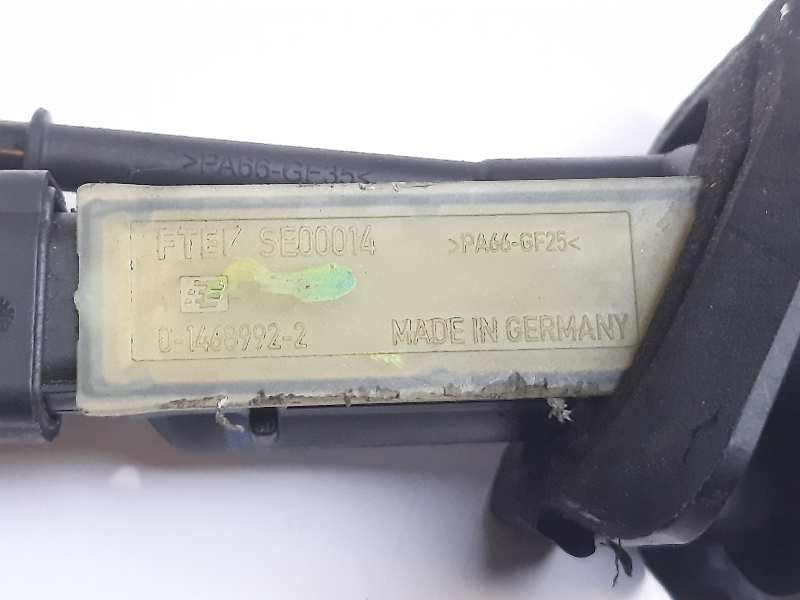 >PA66-GF35<
FTE/ SE00014 >PA66-GF25<
0-1468992-2 MADE IN GERMANY